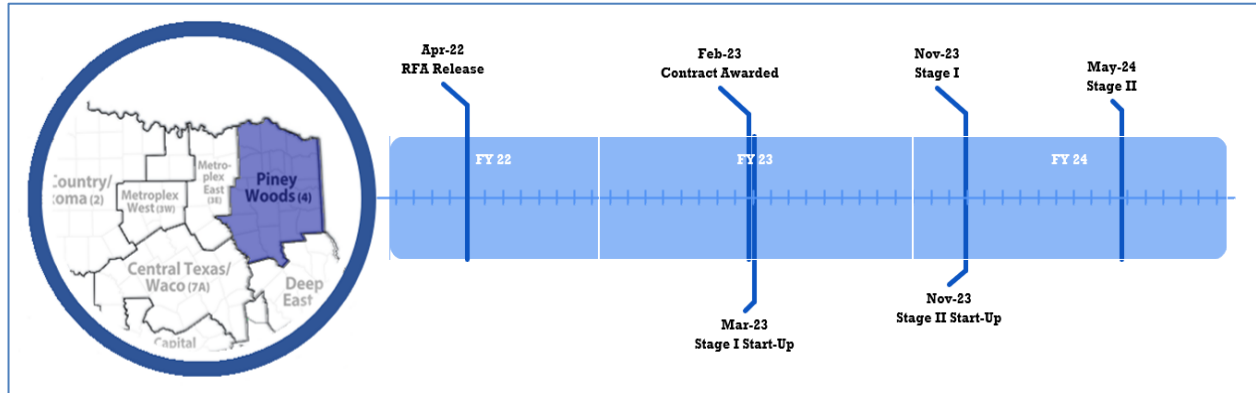 Country/
oma (2)
Metroplex
West (3W)
Metro-
plex
East
(3E)
Piney
Woods (4)
Central Texas/
Waco (7A)
Deep
East
Capital
Apr-22
RFA Release
Feb-23
Contract Awarded
Nov-23
Stage I
May-24
Stage II
FY 22
FY 23
FY 24
Mar-23
Stage I Start-Up
Nov-23
Stage II Start-Up